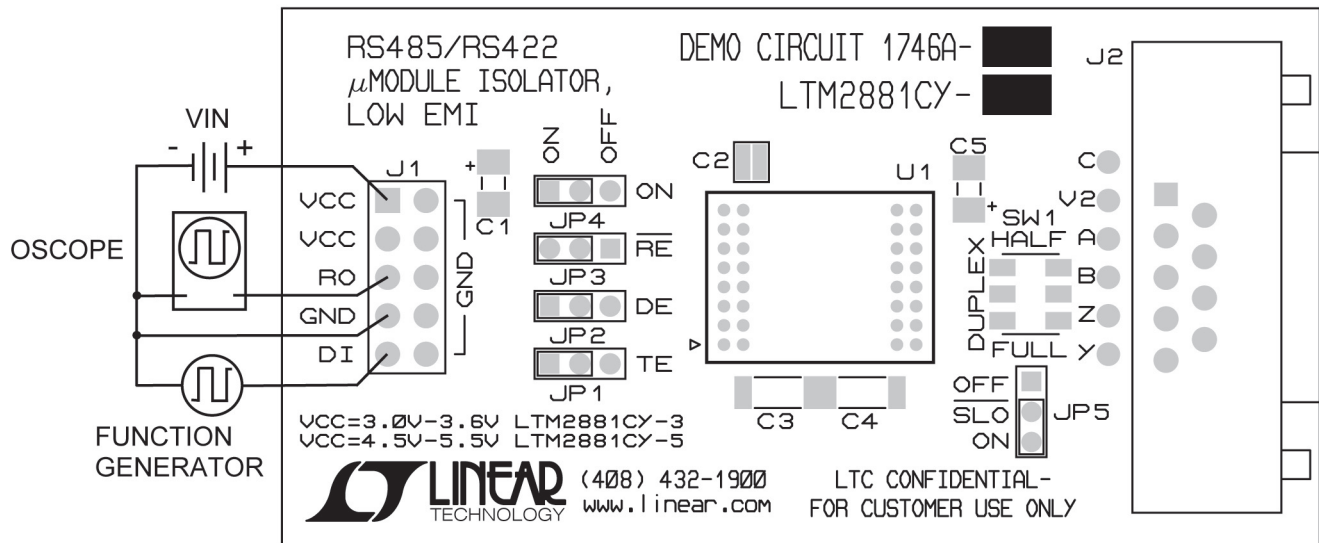 RS485/RS422
μMODULE ISOLATOR,
LOW EMI
DEMO CIRCUIT 1746A-
LTM2881CY-
J2
VIN
- +
OSCOPE
FUNCTION
GENERATOR
J1
VCC
VCC
RO
GND
DI
GND
+
C1
ON
OFF
ON
JP4
RE
JP3
DE
JP2
TE
JP1
C2
U1
C5
+
C3
C4
C
V2
A
B
Z
Y
SW1
HALF
DUPLEX
FULL
OFF
SLO
ON
JP5
VCC=3.0V-3.6V LTM2881CY-3
VCC=4.5V-5.5V LTM2881CY-5
LINEAR
TECHNOLOGY
(408) 432-1900
www.linear.com
LTC CONFIDENTIAL-
FOR CUSTOMER USE ONLY